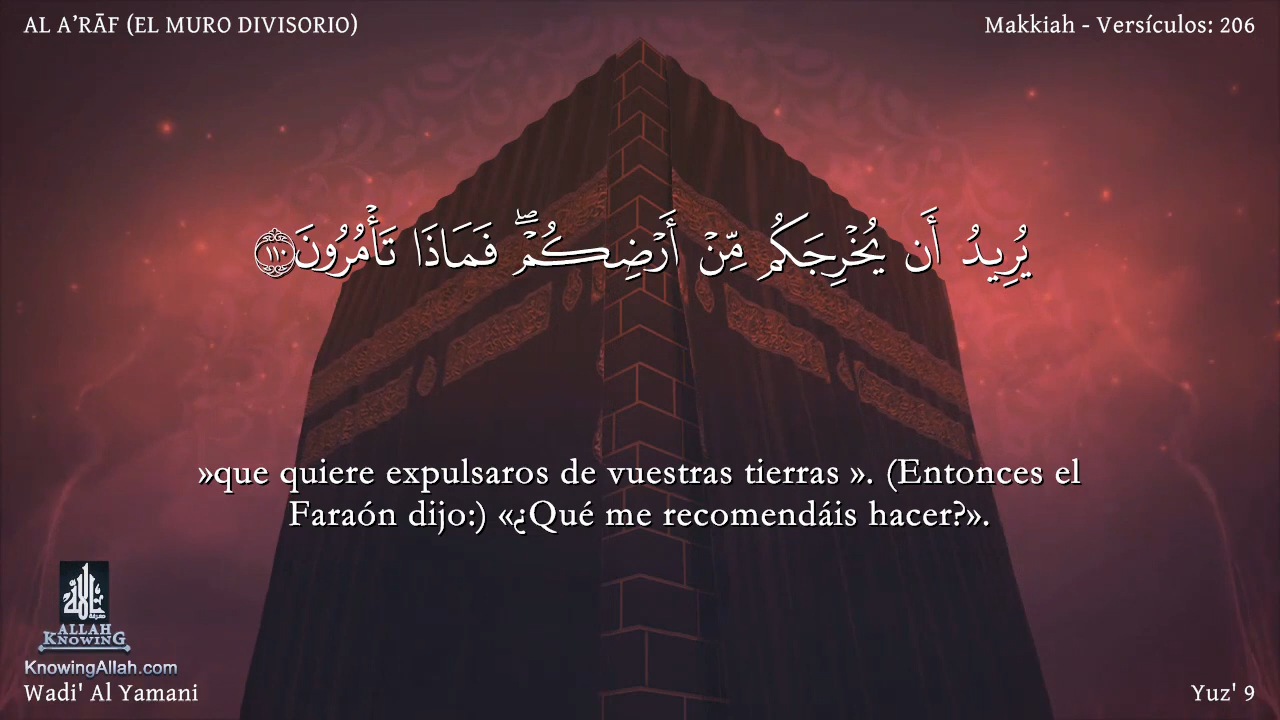 AL A’RĀF (EL MURO DIVISORIO)
Makkiah - Versículos: 206
يُرِيدُ أَن يُخْرِجَكُم مِّنْ أَرْضِكُمْ ۖ فَمَاذَا تَأْمُرُونَ ١١٠
»que quiere expulsaros de vuestras tierras ». (Entonces el
Faraón dijo:) «¿Qué me recomendáis hacer?».
ALLAH
KNOWING
KnowingAllah.com
Wadi' Al Yamani
Yuz' 9